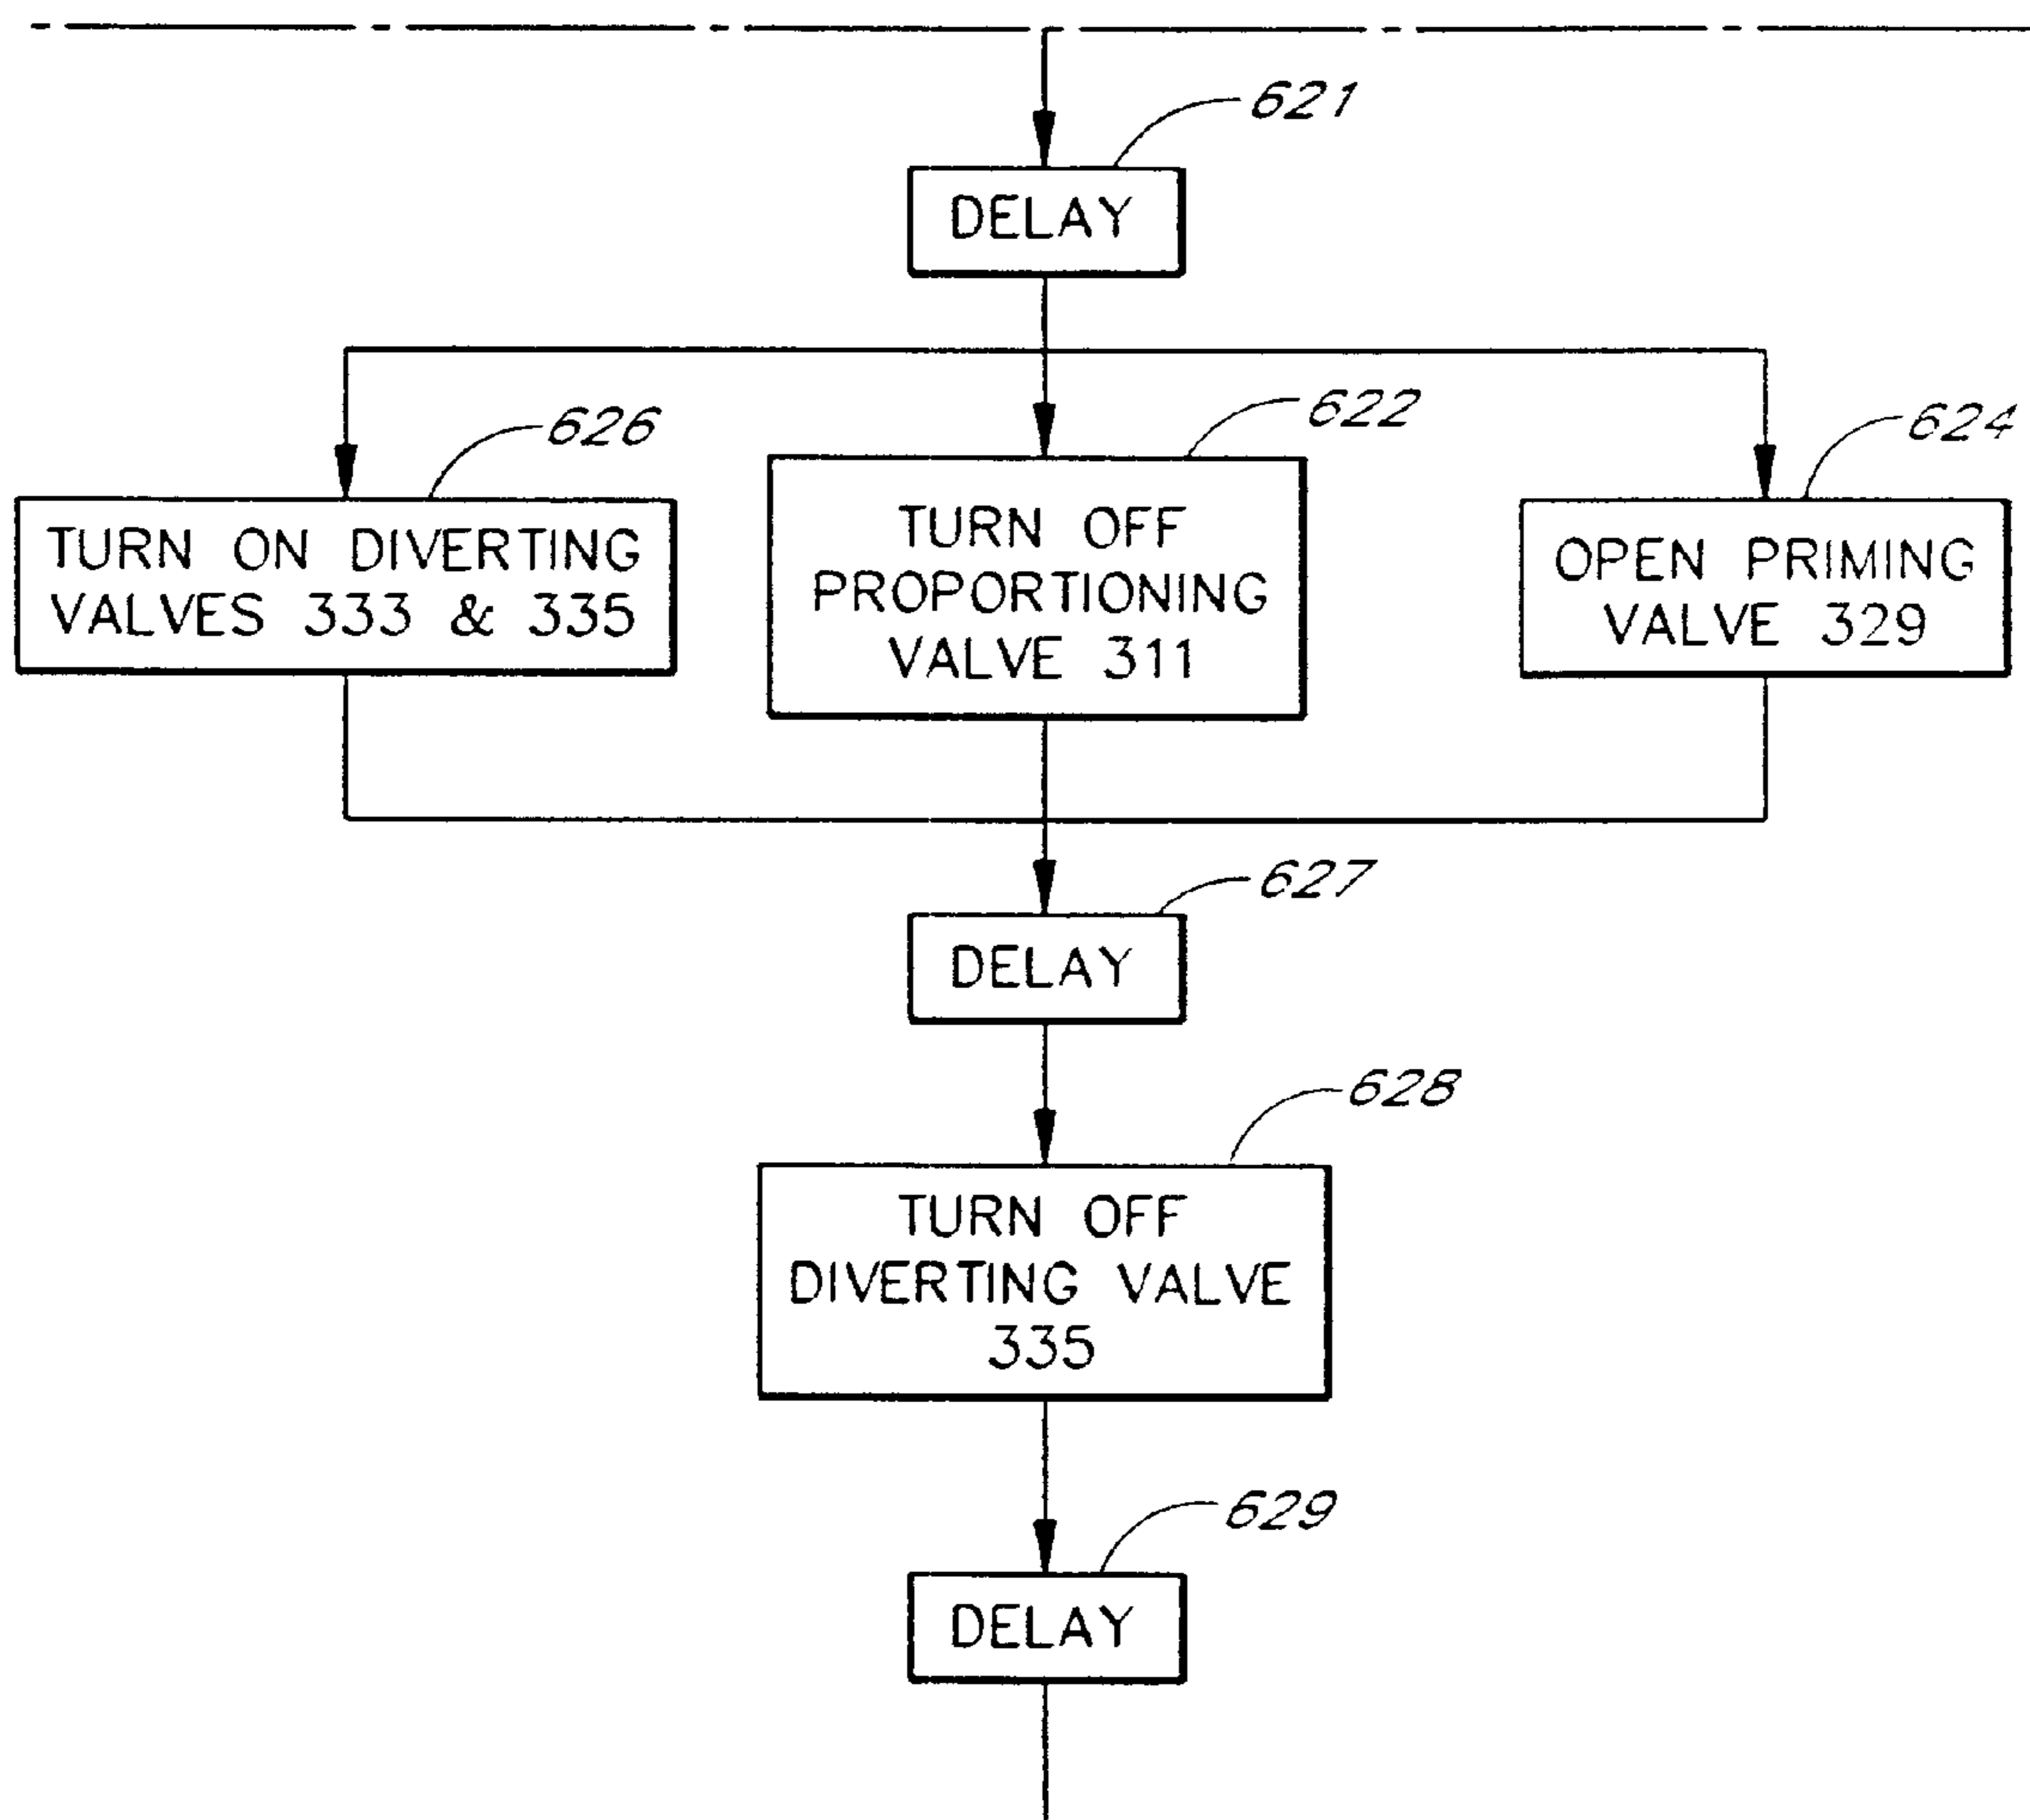 621
DELAY
626
TURN ON DIVERTING
VALVES 333 & 335
622
TURN OFF
PROPORTIONING
VALVE 311
624
OPEN PRIMING
VALVE 329
627
DELAY
628
TURN OFF
DIVERTING VALVE
335
629
DELAY